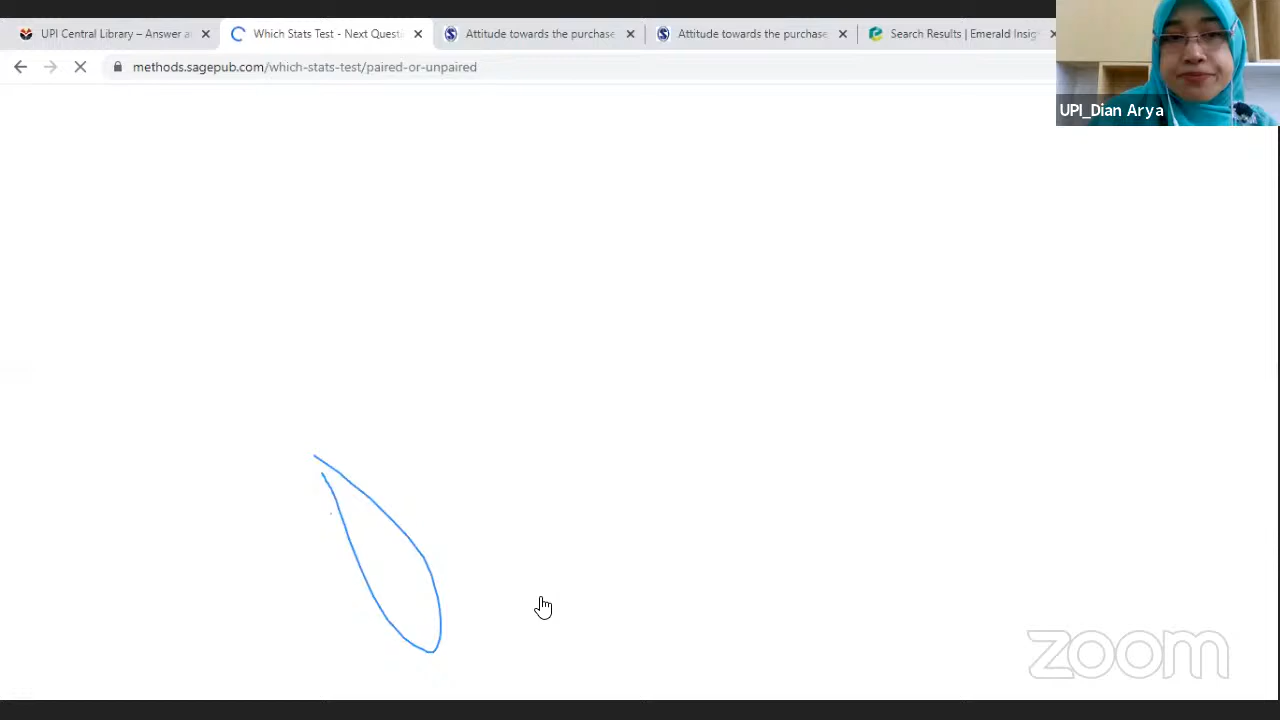 UPI Central Library – Answer a
Which Stats Test - Next Questi
Attitude towards the purchase
Attitude towards the purchase
Search Results | Emerald Insig
methods.sagepub.com/which-stats-test/paired-or-unpaired
UPI_Dian Arya
zoom